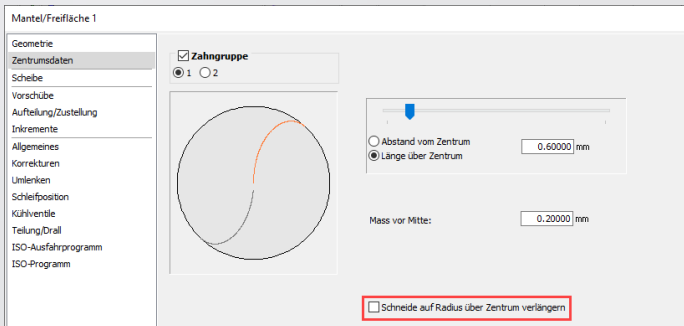 Mantel/Freifläche 1
Geometrie
Zentrumsdaten
Scheibe
Vorschübe
Aufteilung/Zustellung
Inkremente
Allgemeines
Korrekturen
Umlenken
Schleifposition
Kühlventile
Teilung/Drall
ISO-Ausfahrprogramm
ISO-Programm
Zahngruppe
1 2
Abstand vom Zentrum
Länge über Zentrum
0.60000 mm
Mass vor Mitte:
0.20000 mm
Schneide auf Radius über Zentrum verlängern